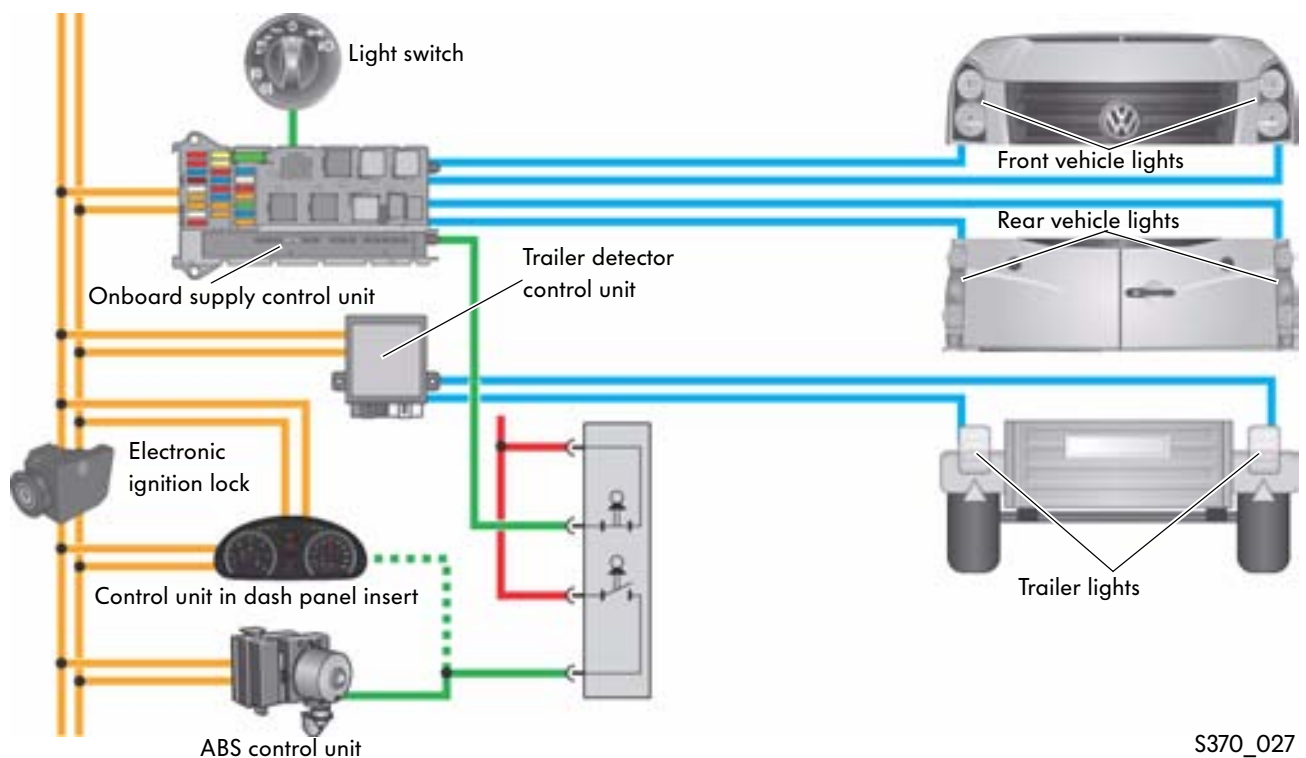 Light switch
Front vehicle lights
Rear vehicle lights
Trailer detector
control unit
Onboard supply control unit
Electronic
ignition lock
Control unit in dash panel insert
Trailer lights
ABS control unit
S370_027